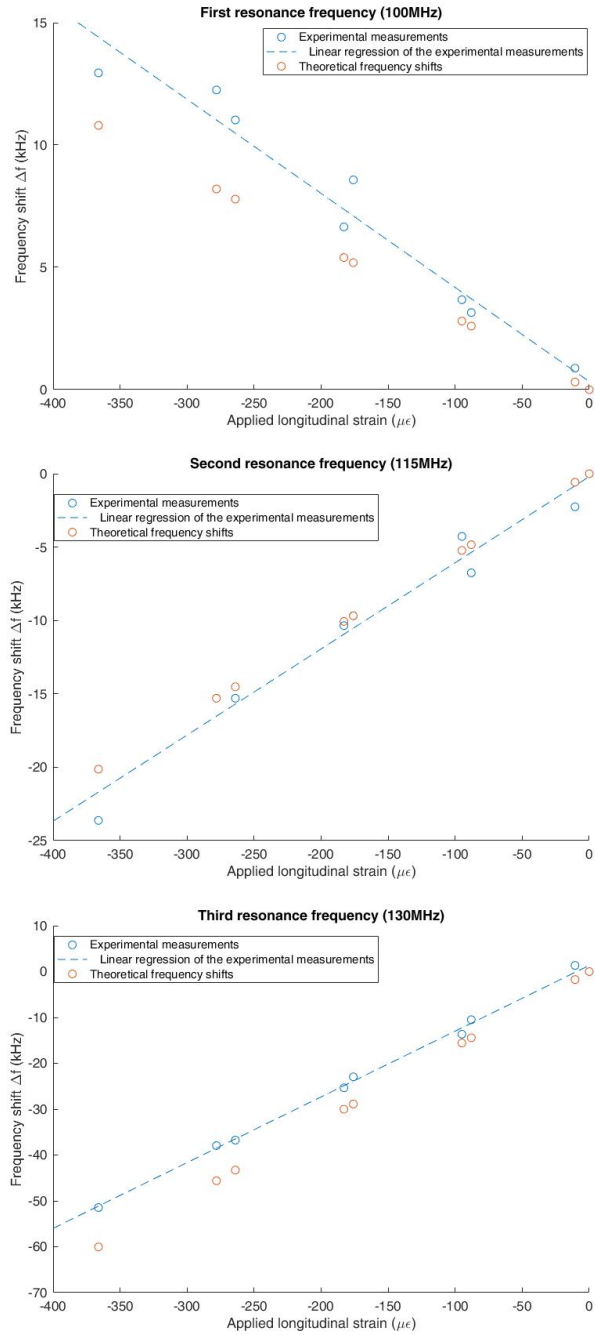 First resonance frequency (100MHz)
Experimental measurements
Linear regression of the experimental measurements
Theoretical frequency shifts
15
10
5
0
Frequency shift Δf (kHz)
-400 -350 -300 -250 -200 -150 -100 -50 0
Applied longitudinal strain (μϵ)
Second resonance frequency (115MHz)
Experimental measurements
Linear regression of the experimental measurements
Theoretical frequency shifts
0
-5
-10
-15
-20
-25
Frequency shift Δf (kHz)
-400 -350 -300 -250 -200 -150 -100 -50 0
Applied longitudinal strain (μϵ)
Third resonance frequency (130MHz)
Experimental measurements
Linear regression of the experimental measurements
Theoretical frequency shifts
10
0
-10
-20
-30
-40
-50
-60
-70
Frequency shift Δf (kHz)
-400 -350 -300 -250 -200 -150 -100 -50 0
Applied longitudinal strain (μϵ)